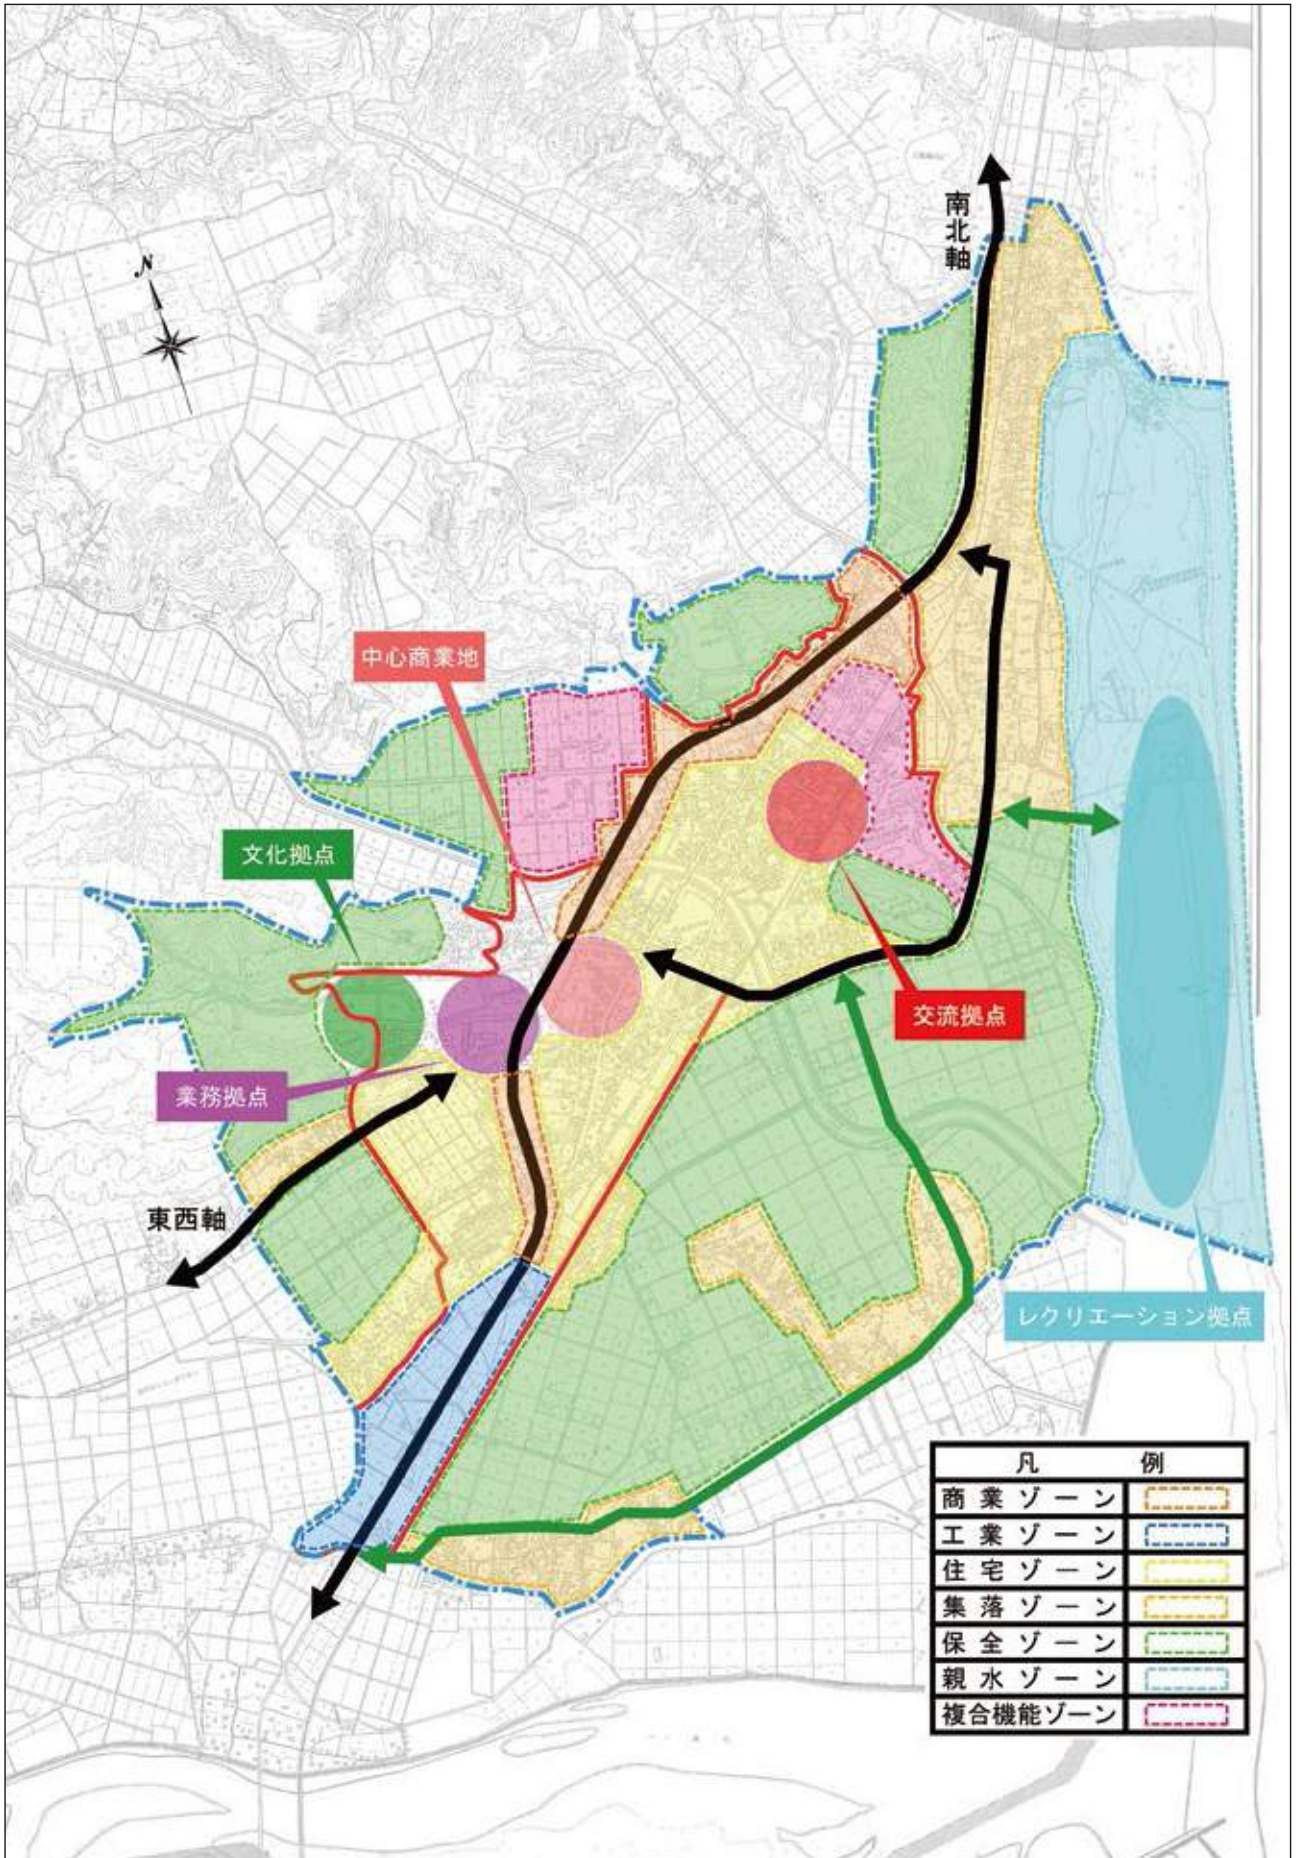 N
南北軸
中心商業地
文化拠点
交流拠点
業務拠点
東西軸
レクリエーション拠点
凡 例
商業ゾーン
工業ゾーン
住宅ゾーン
集落ゾーン
保全ゾーン
親水ゾーン
複合機能ゾーン